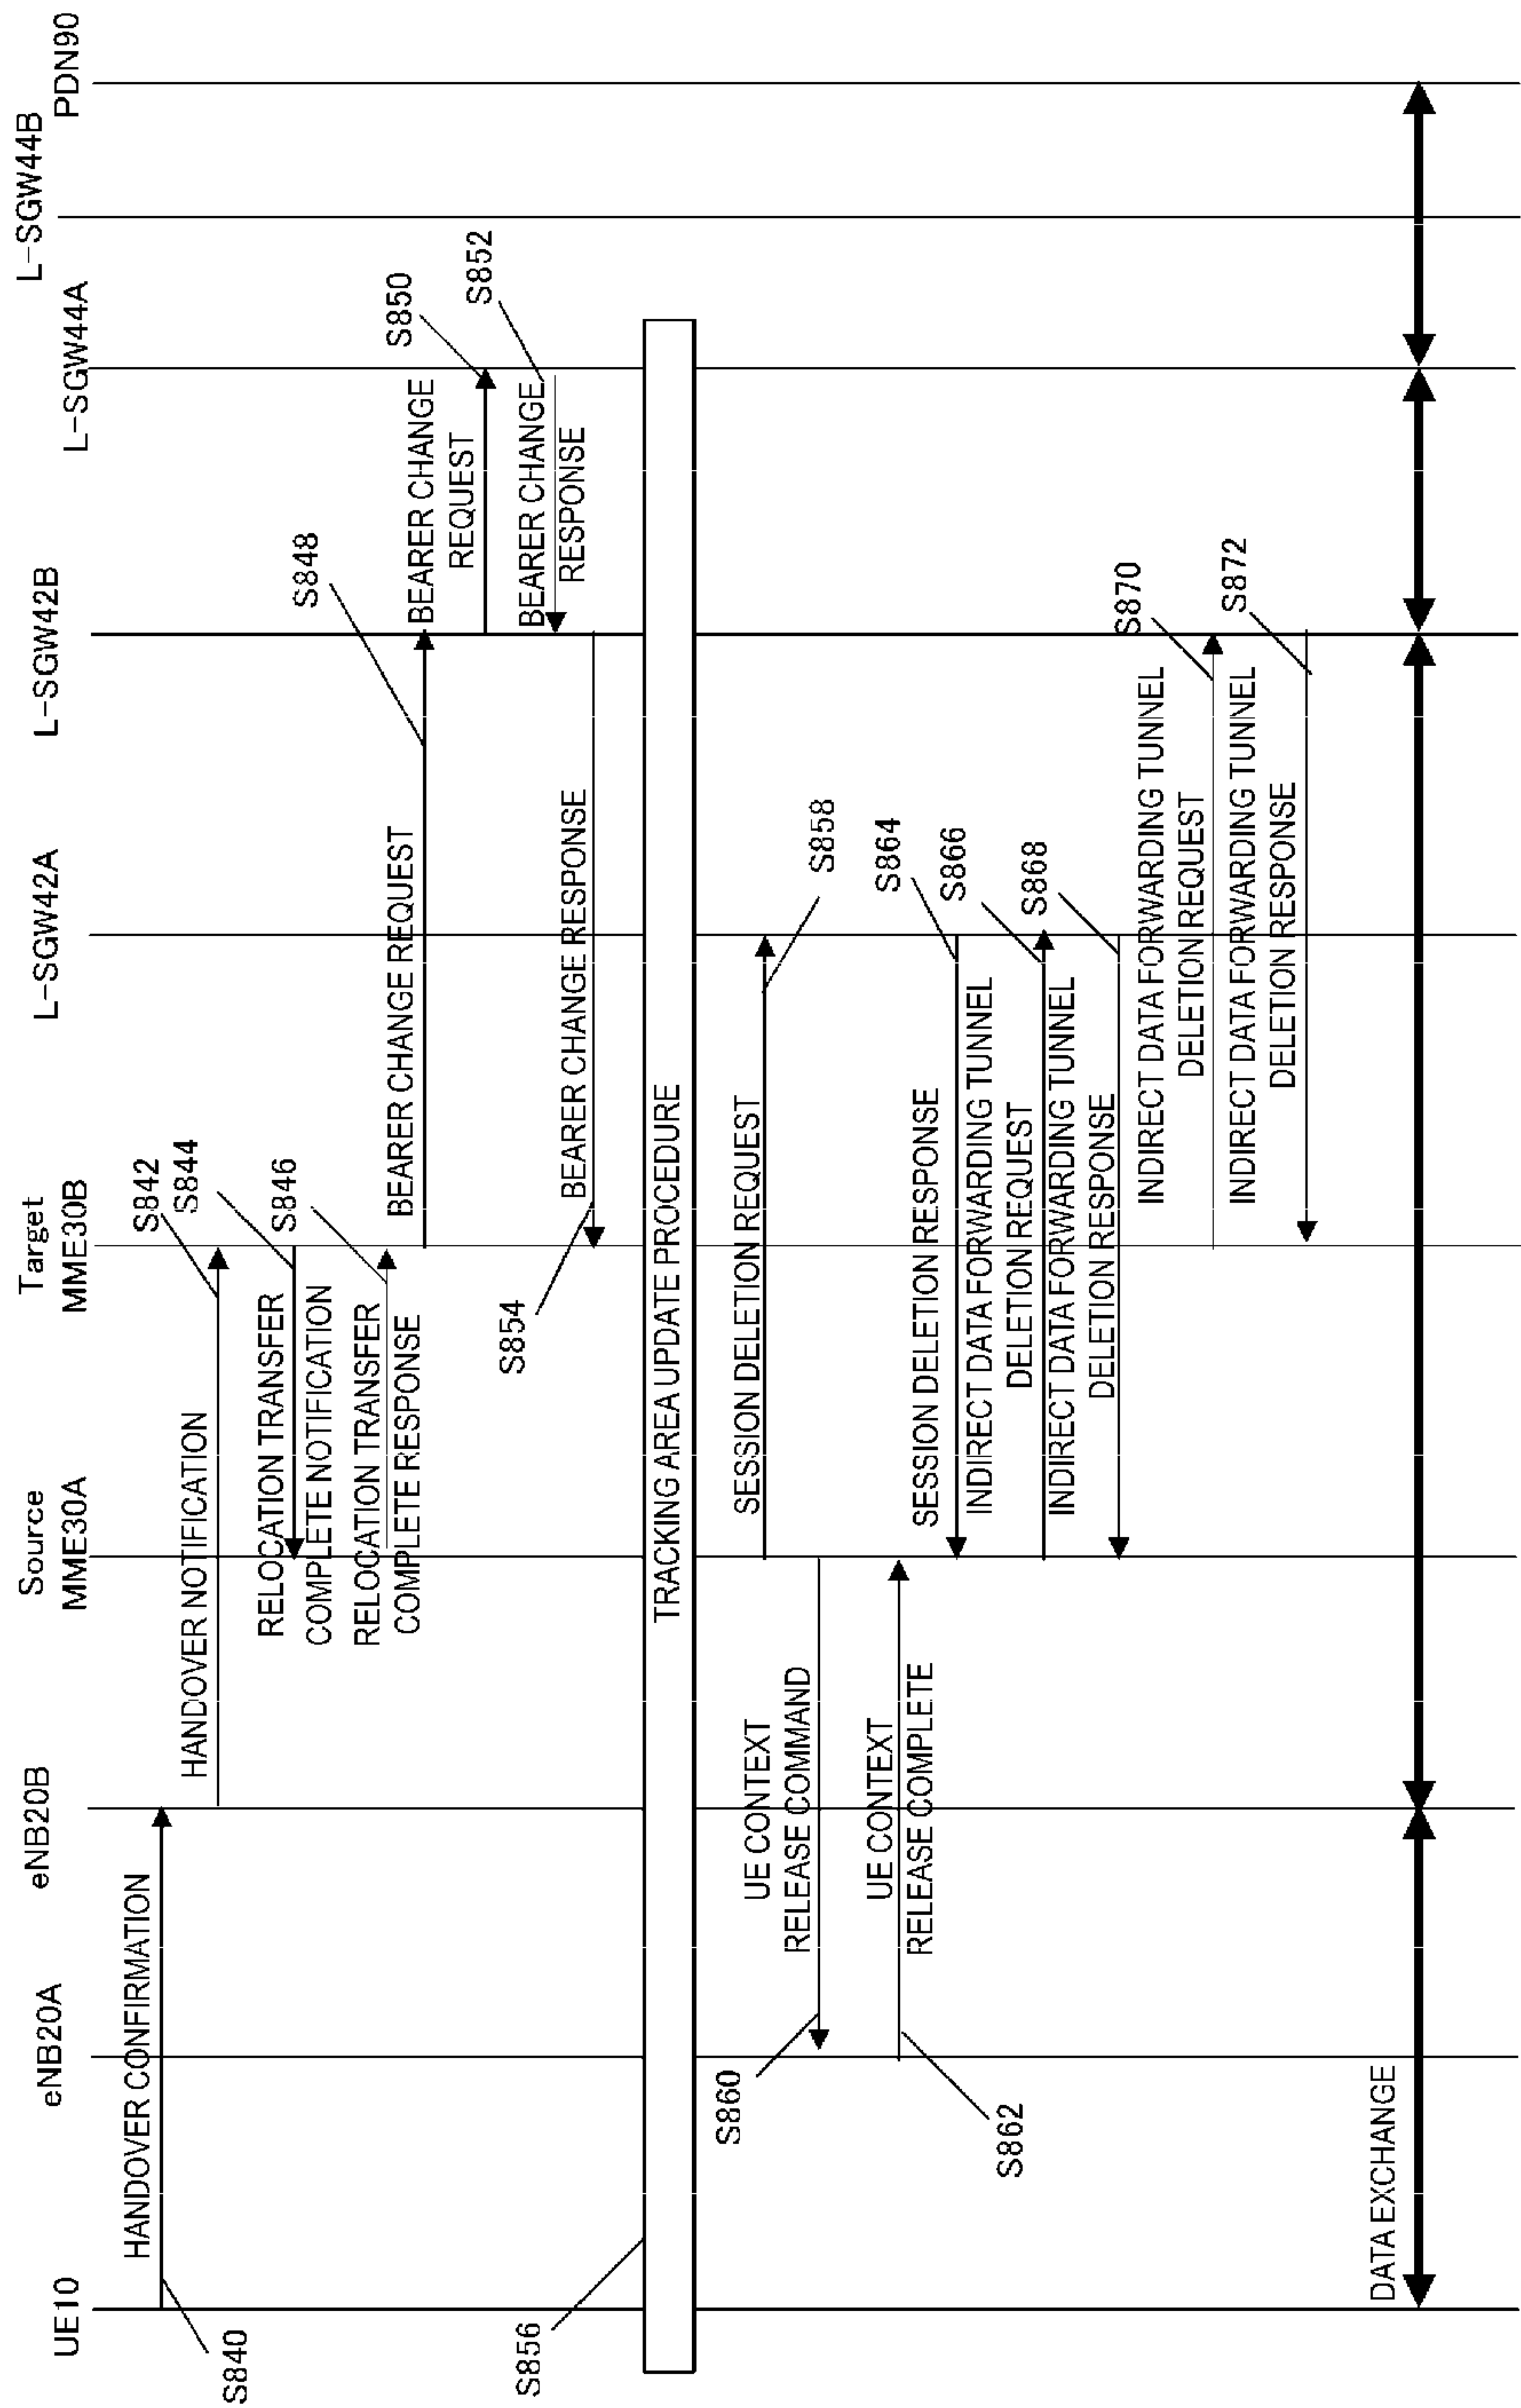 UE10
eNB20A
eNB20B
Source
MME30A
Target
MME30B
L-SGW42A
L-SGW42B
L-SGW44A
L-SGW44B
PDN90
HANDOVER CONFIRMATION
S840
HANDOVER NOTIFICATION
S842
S844
RELOCATION TRANSFER
COMPLETE NOTIFICATION
S846
RELOCATION TRANSFER
COMPLETE RESPONSE
BEARER CHANGE REQUEST
S848
BEARER CHANGE
REQUEST
S850
BEARER CHANGE
RESPONSE
S852
BEARER CHANGE RESPONSE
S854
TRACKING AREA UPDATE PROCEDURE
S856
SESSION DELETION REQUEST
S858
UE CONTEXT
RELEASE COMMAND
S860
UE CONTEXT
RELEASE COMPLETE
S862
SESSION DELETION RESPONSE
S864
INDIRECT DATA FORWARDING TUNNEL
DELETION REQUEST
S866
INDIRECT DATA FORWARDING TUNNEL
DELETION RESPONSE
S868
INDIRECT DATA FORWARDING TUNNEL
DELETION REQUEST
S870
INDIRECT DATA FORWARDING TUNNEL
DELETION RESPONSE
S872
DATA EXCHANGE